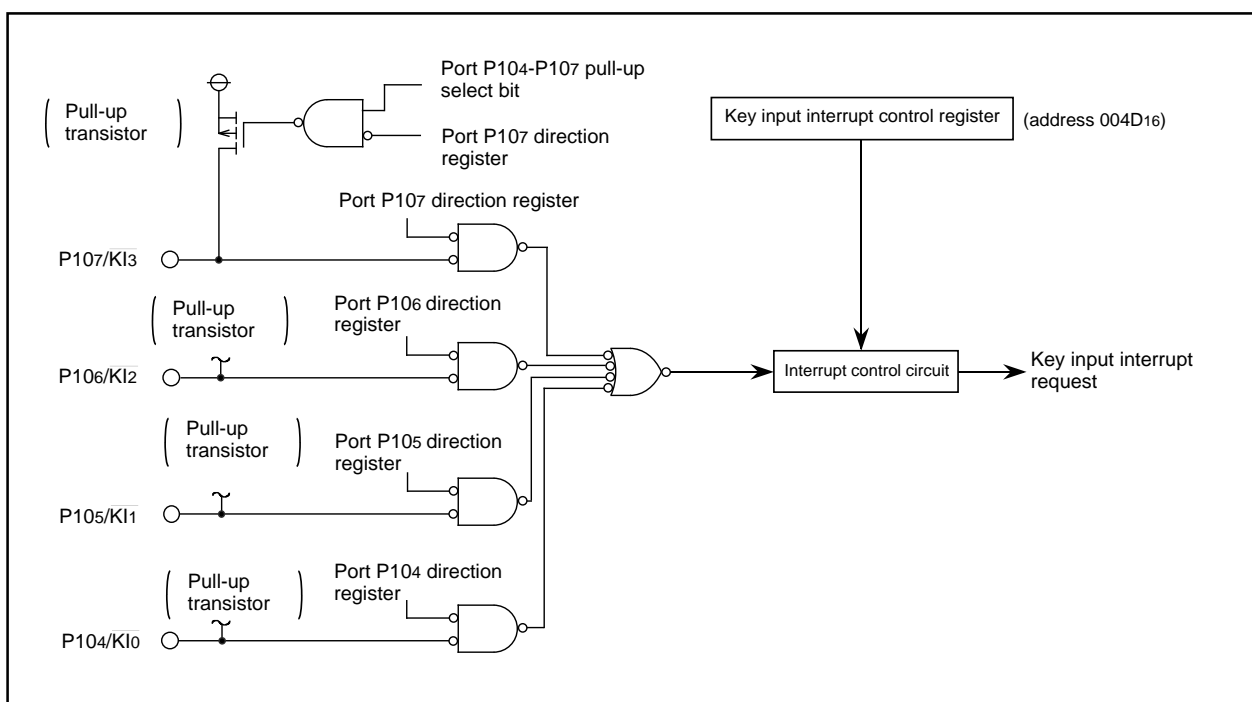 Port P104-P107 pull-up
select bit
Pull-up
transistor
Key input interrupt control register
(address 004D16)
Port P107 direction
register
Port P107 direction register
P107/KI3
Pull-up
transistor
Port P106 direction
register
P106/KI2
Interrupt control circuit
Key input interrupt
request
Pull-up
transistor
Port P105 direction
register
P105/KI1
Port P104 direction
register
Pull-up
transistor
P104/KI0